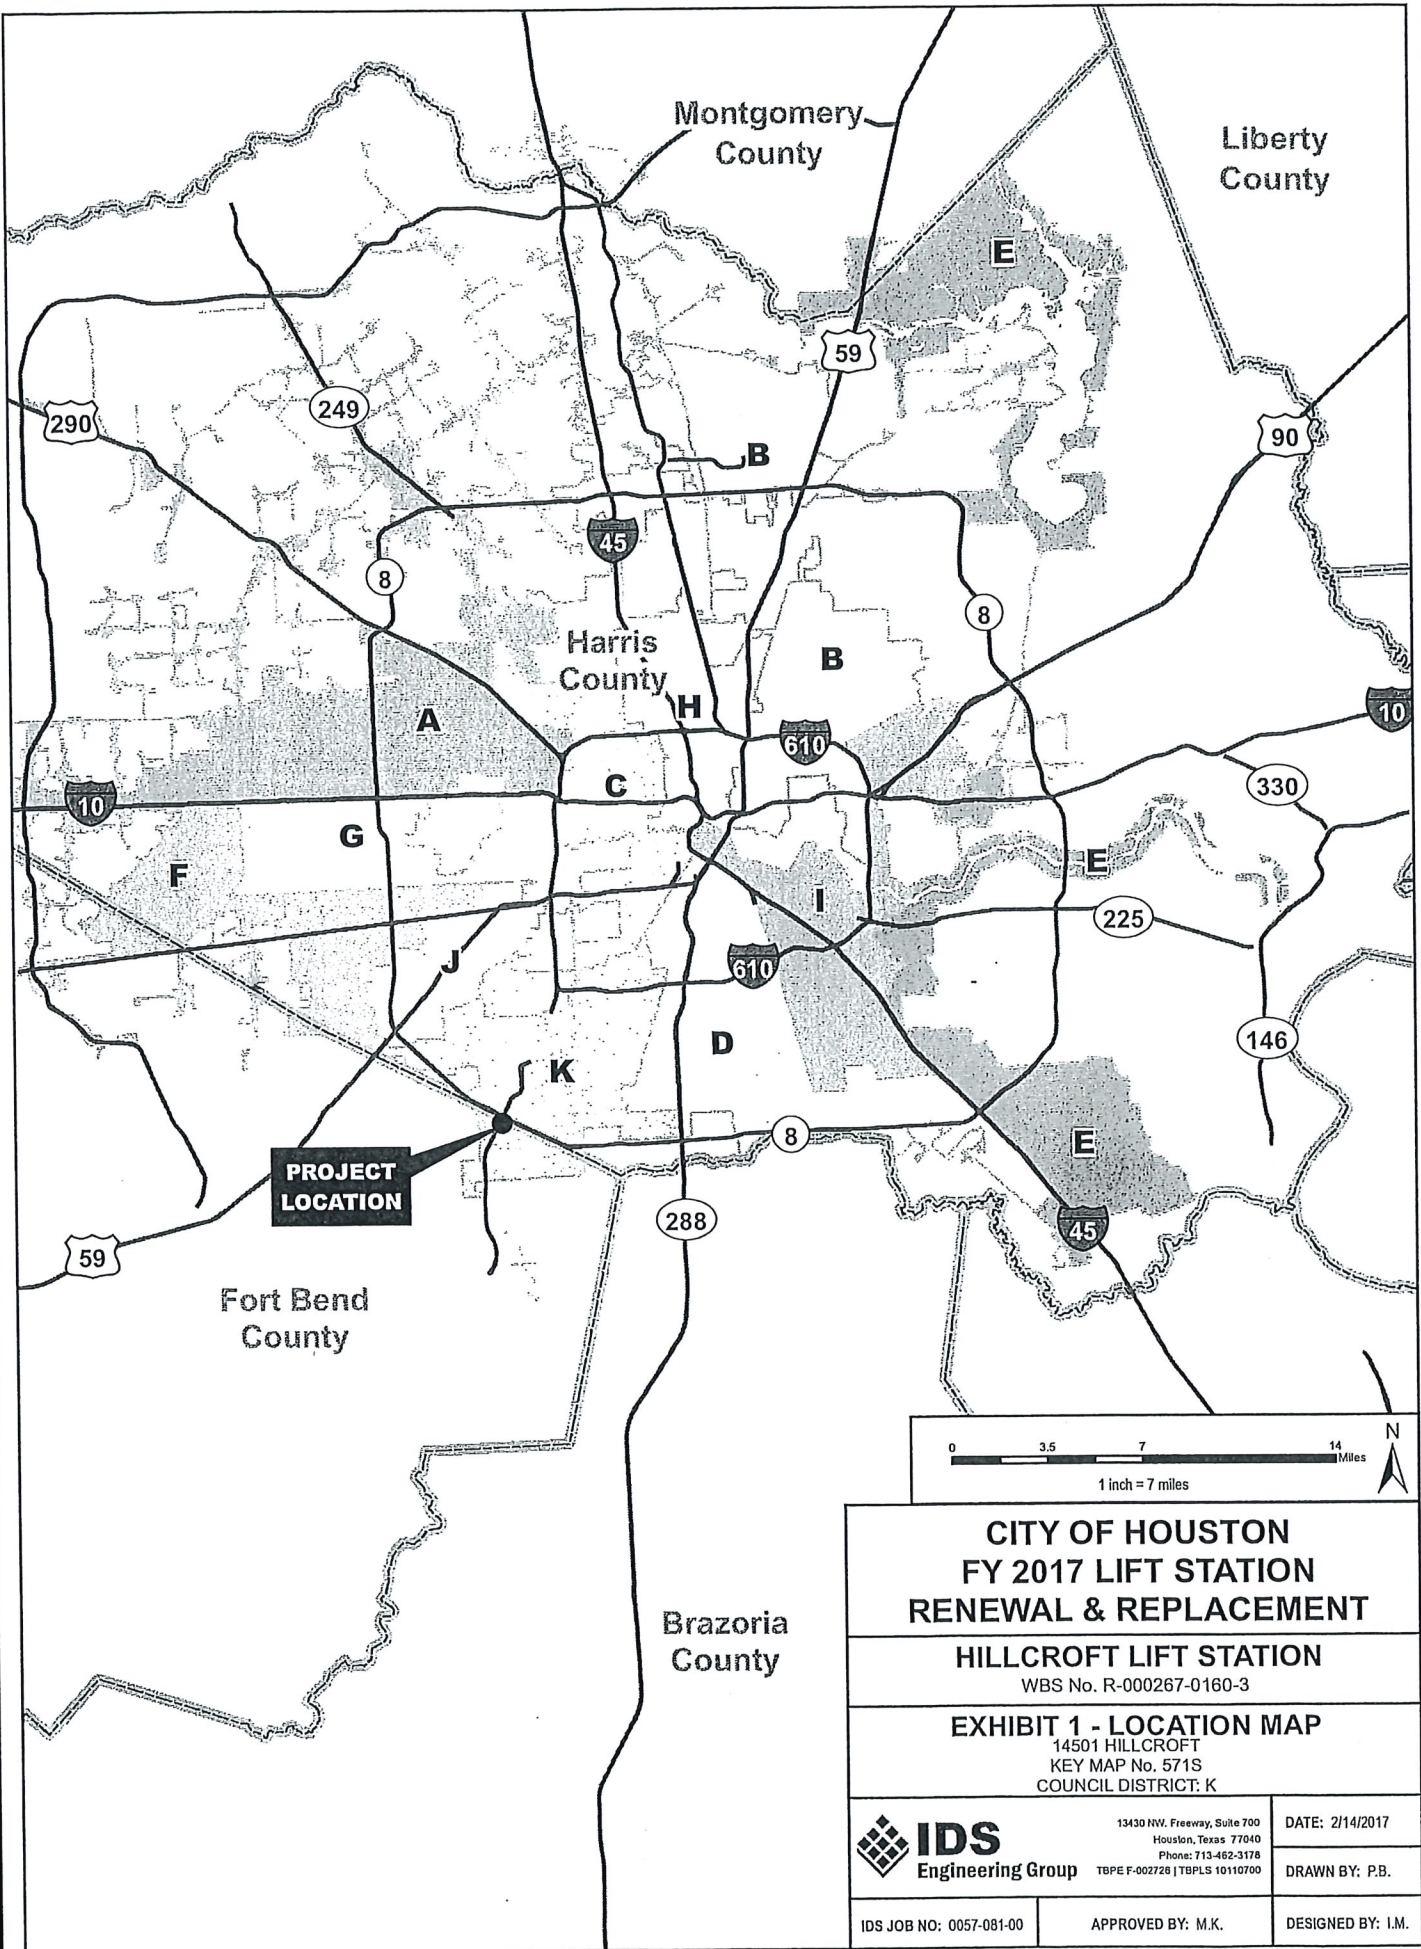 Montgomery
County
Liberty
County
E
59
290
249
90
B
45
8
8
Harris
County
B
H
A
10
610
C
330
10
G
F
E
I
225
J
610
D
146
K
8
E
PROJECT
LOCATION
288
45
59
Fort Bend
County
N
0 3.5 7 14
Miles
1 inch = 7 miles
CITY OF HOUSTON
FY 2017 LIFT STATION
RENEWAL & REPLACEMENT
Brazoria
County
HILLCROFT LIFT STATION
WBS No. R-000267-0160-3
EXHIBIT 1 - LOCATION MAP
14501 HILLCROFT
KEY MAP No. 571S
COUNCIL DISTRICT: K
IDS
Engineering Group
13430 NW. Freeway, Suite 700
Houston, Texas 77040
Phone: 713-462-3178
TBPE F-002726 | TBPLS 10110700
DATE: 2/14/2017
DRAWN BY: P.B.
IDS JOB NO: 0057-081-00
APPROVED BY: M.K.
DESIGNED BY: I.M.